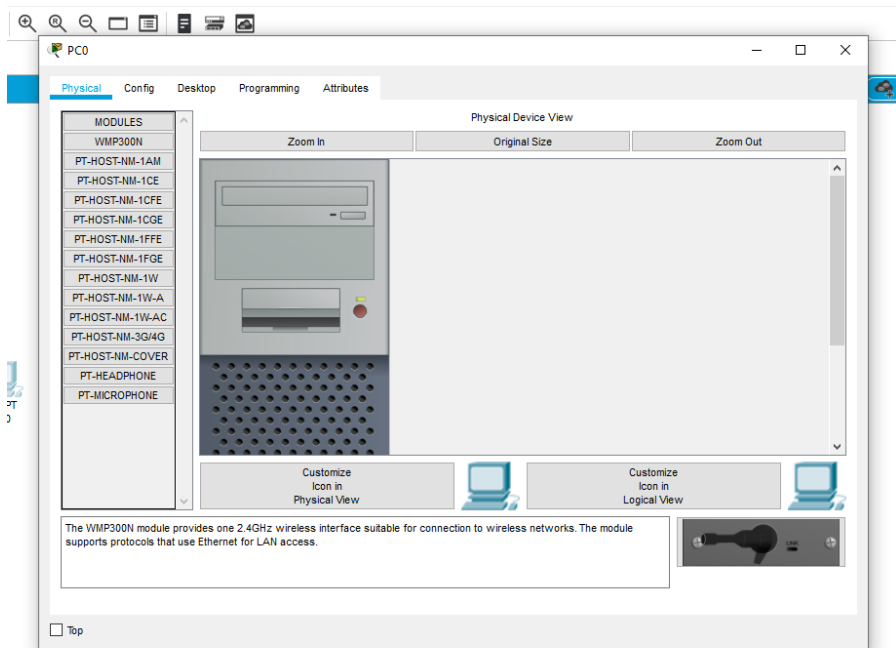 PC0
Physical Config Desktop Programming Attributes
MODULES
WMP300N
PT-HOST-NM-1AM
PT-HOST-NM-1CE
PT-HOST-NM-1CFE
PT-HOST-NM-1CGE
PT-HOST-NM-1FFE
PT-HOST-NM-1FGE
PT-HOST-NM-1W
PT-HOST-NM-1W-A
PT-HOST-NM-1W-AC
PT-HOST-NM-3G/4G
PT-HOST-NM-COVER
PT-HEADPHONE
PT-MICROPHONE
Physical Device View
Zoom In Original Size Zoom Out
Customize
Icon in
Physical View
Customize
Icon in
Logical View
The WMP300N module provides one 2.4GHz wireless interface suitable for connection to wireless networks. The module
supports protocols that use Ethernet for LAN access.
LINK
Top
PT